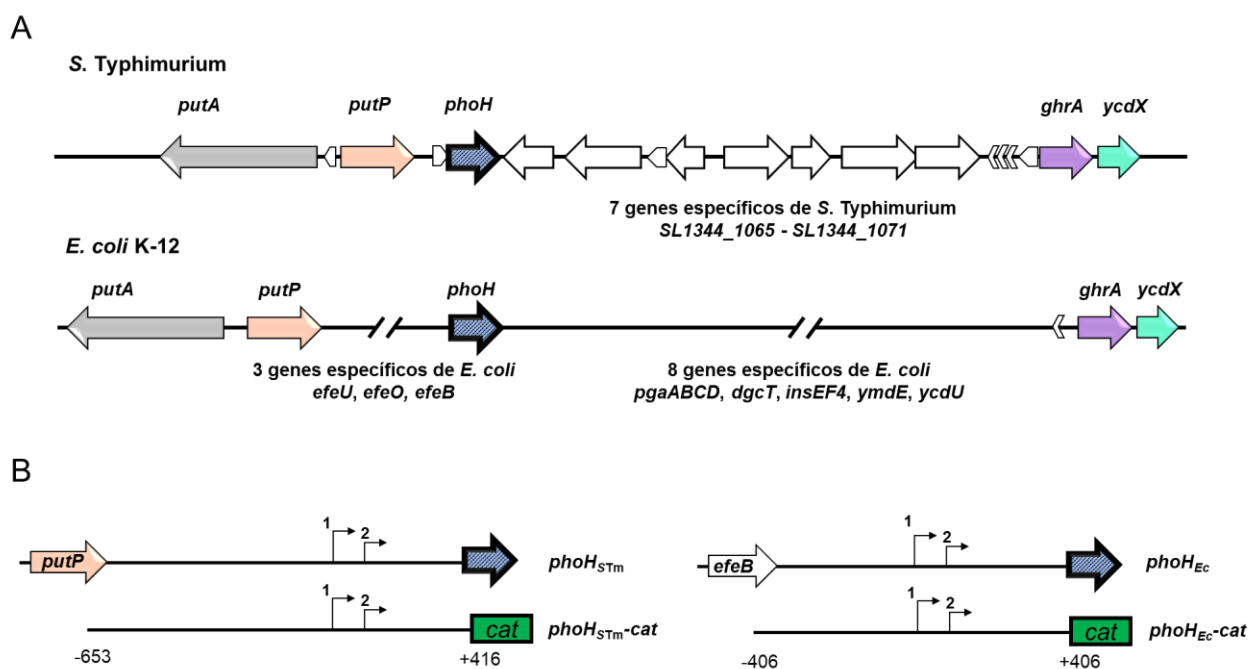 A
S. Typhimurium
putA putP phoH ghrA ycdX
7 genes específicos de S. Typhimurium
SL1344_1065 - SL1344_1071
E. coli K-12
putA putP phoH ghrA ycdX
3 genes específicos de E. coli
efeU, efeO, efeB
8 genes específicos de E. coli
pgaABCD, dgcT, insEF4, ymdE, ycdU
B
putP 1 2 phoHSTm
1 2 cat phoHSTm-cat
-653 +416
efeB 1 2 phoHEc
1 2 cat phoHEc-cat
-406 +406